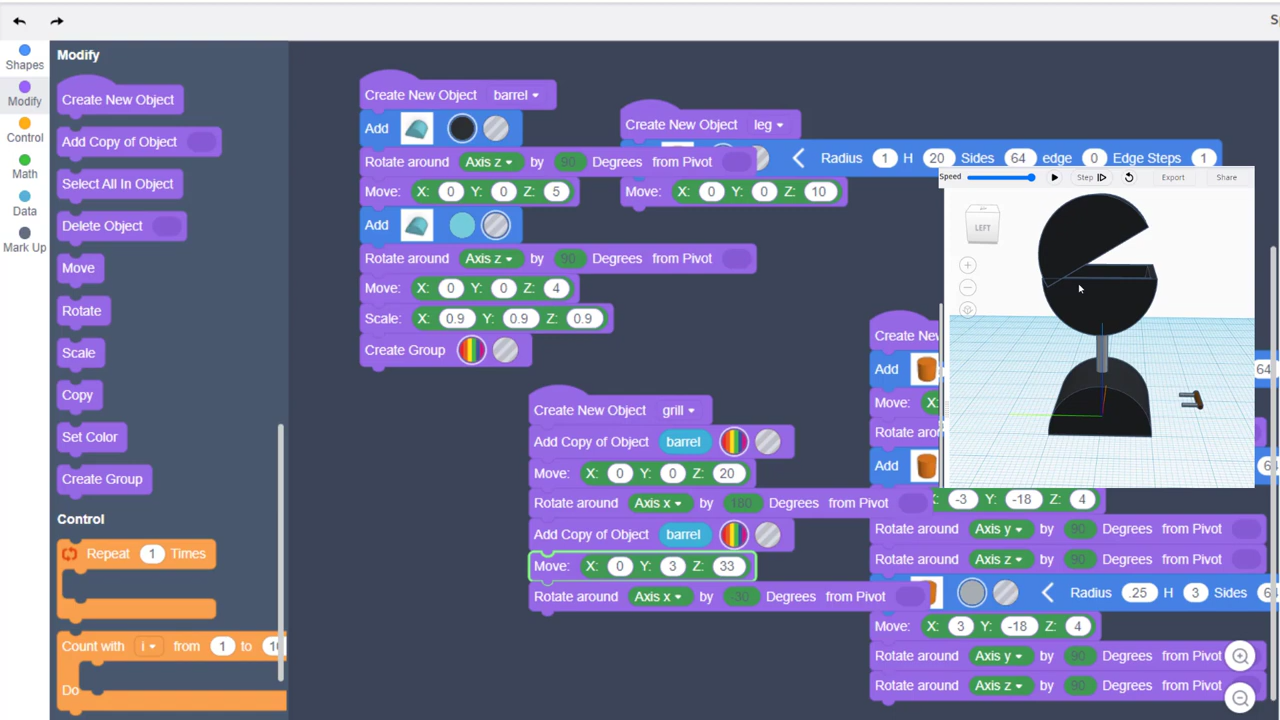 S
Shapes
Modify
Control
Math
Data
Mark Up
Modify
Create New Object
Add Copy of Object
Select All In Object
Delete Object
Move
Rotate
Scale
Copy
Set Color
Create Group
Control
Repeat 1 Times
Count with i from 1 to 10
Do
Create New Object barrel
Add
Rotate around Axis z by 90 Degrees from Pivot
Move: X: 0 Y: 0 Z: 5
Add
Rotate around Axis z by 90 Degrees from Pivot
Move: X: 0 Y: 0 Z: 4
Scale: X: 0.9 Y: 0.9 Z: 0.9
Create Group
Create New Object leg
Radius 1 H 20 Sides 64 edge 0 Edge Steps 1
Move: X: 0 Y: 0 Z: 10
Create New Object grill
Add Copy of Object barrel
Move: X: 0 Y: 0 Z: 20
Rotate around Axis x by 180 Degrees from Pivot
Add Copy of Object barrel
Move: X: 0 Y: 3 Z: 33
Rotate around Axis x by -30 Degrees from Pivot
Speed Step Export Share
LEFT
Create Ne
Add 64
Move: X
Rotate aro
Add 64
X: -3 Y: -18 Z: 4
Rotate around Axis y by 90 Degrees from Pivot
Rotate around Axis z by 90 Degrees from Pivot
Radius .25 H 3 Sides 64
Move: X: 3 Y: -18 Z: 4
Rotate around Axis y by 90 Degrees from Pivot
Rotate around Axis z by 90 Degrees from Pivot